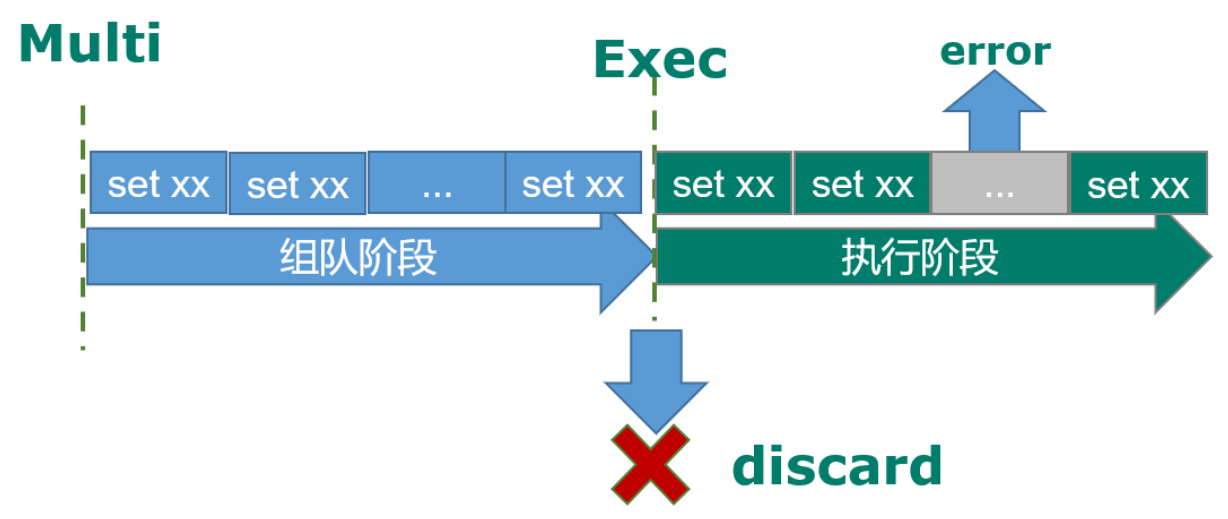 Multi
Exec
error
set xx
set xx
...
set xx
set xx
set xx
...
set xx
组队阶段
执行阶段
discard